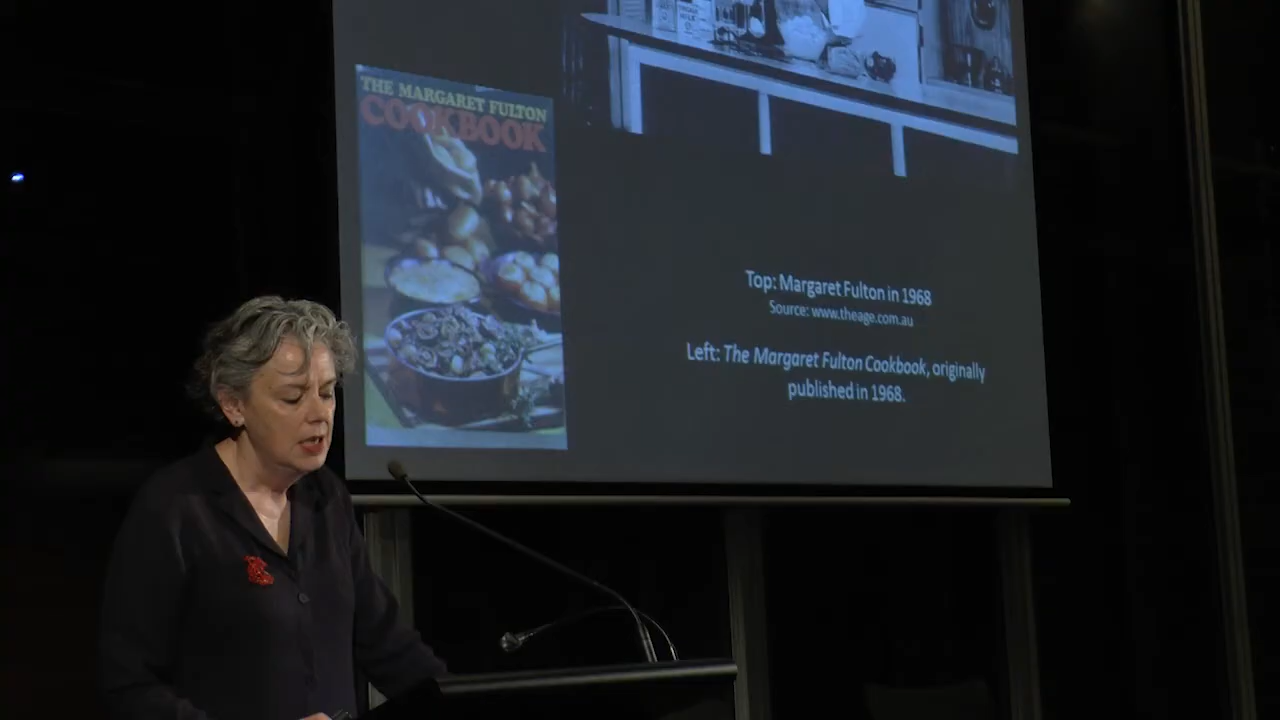 THE MARGARET FULTON
COOKBOOK
Top: Margaret Fulton in 1968
Source: www.theage.com.au
Left: The Margaret Fulton Cookbook, originally
published in 1968.